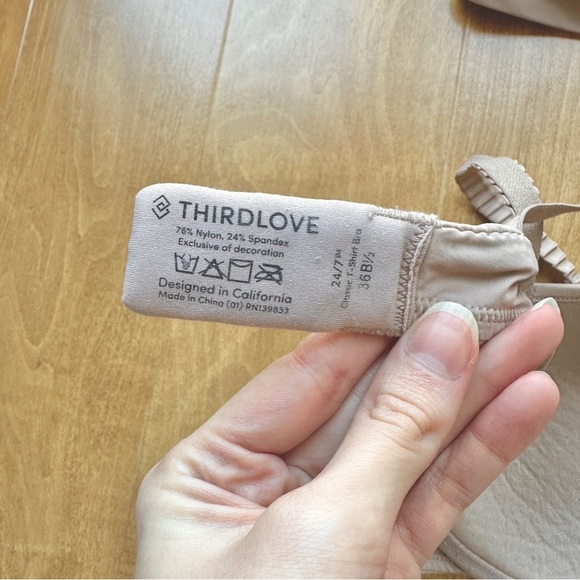 THIRDLOVE
76% Nylon, 24% Spandex
Exclusive of decoration
Designed in California
Made in China (01) RN139833
24/7™
Classic T-Shirt Bra
36B½